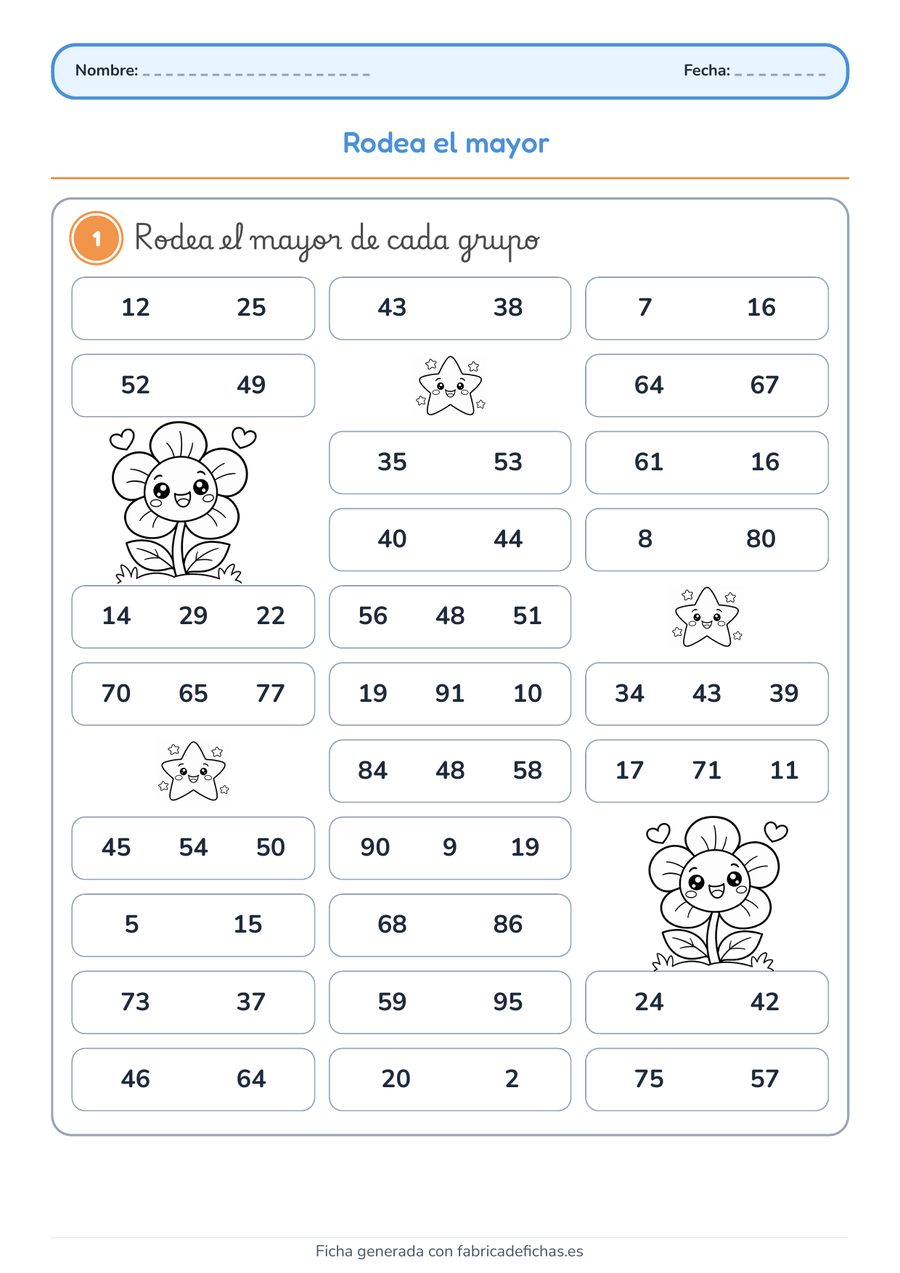 Nombre: Fecha:
Rodea el mayor
1 Rodea el mayor de cada grupo
12 25 43 38 7 16
52 49 64 67
35 53 61 16
40 44 8 80
14 29 22 56 48 51
70 65 77 19 91 10 34 43 39
84 48 58 17 71 11
45 54 50 90 9 19
5 15 68 86
73 37 59 95 24 42
46 64 20 2 75 57
Ficha generada con fabricadefichas.es